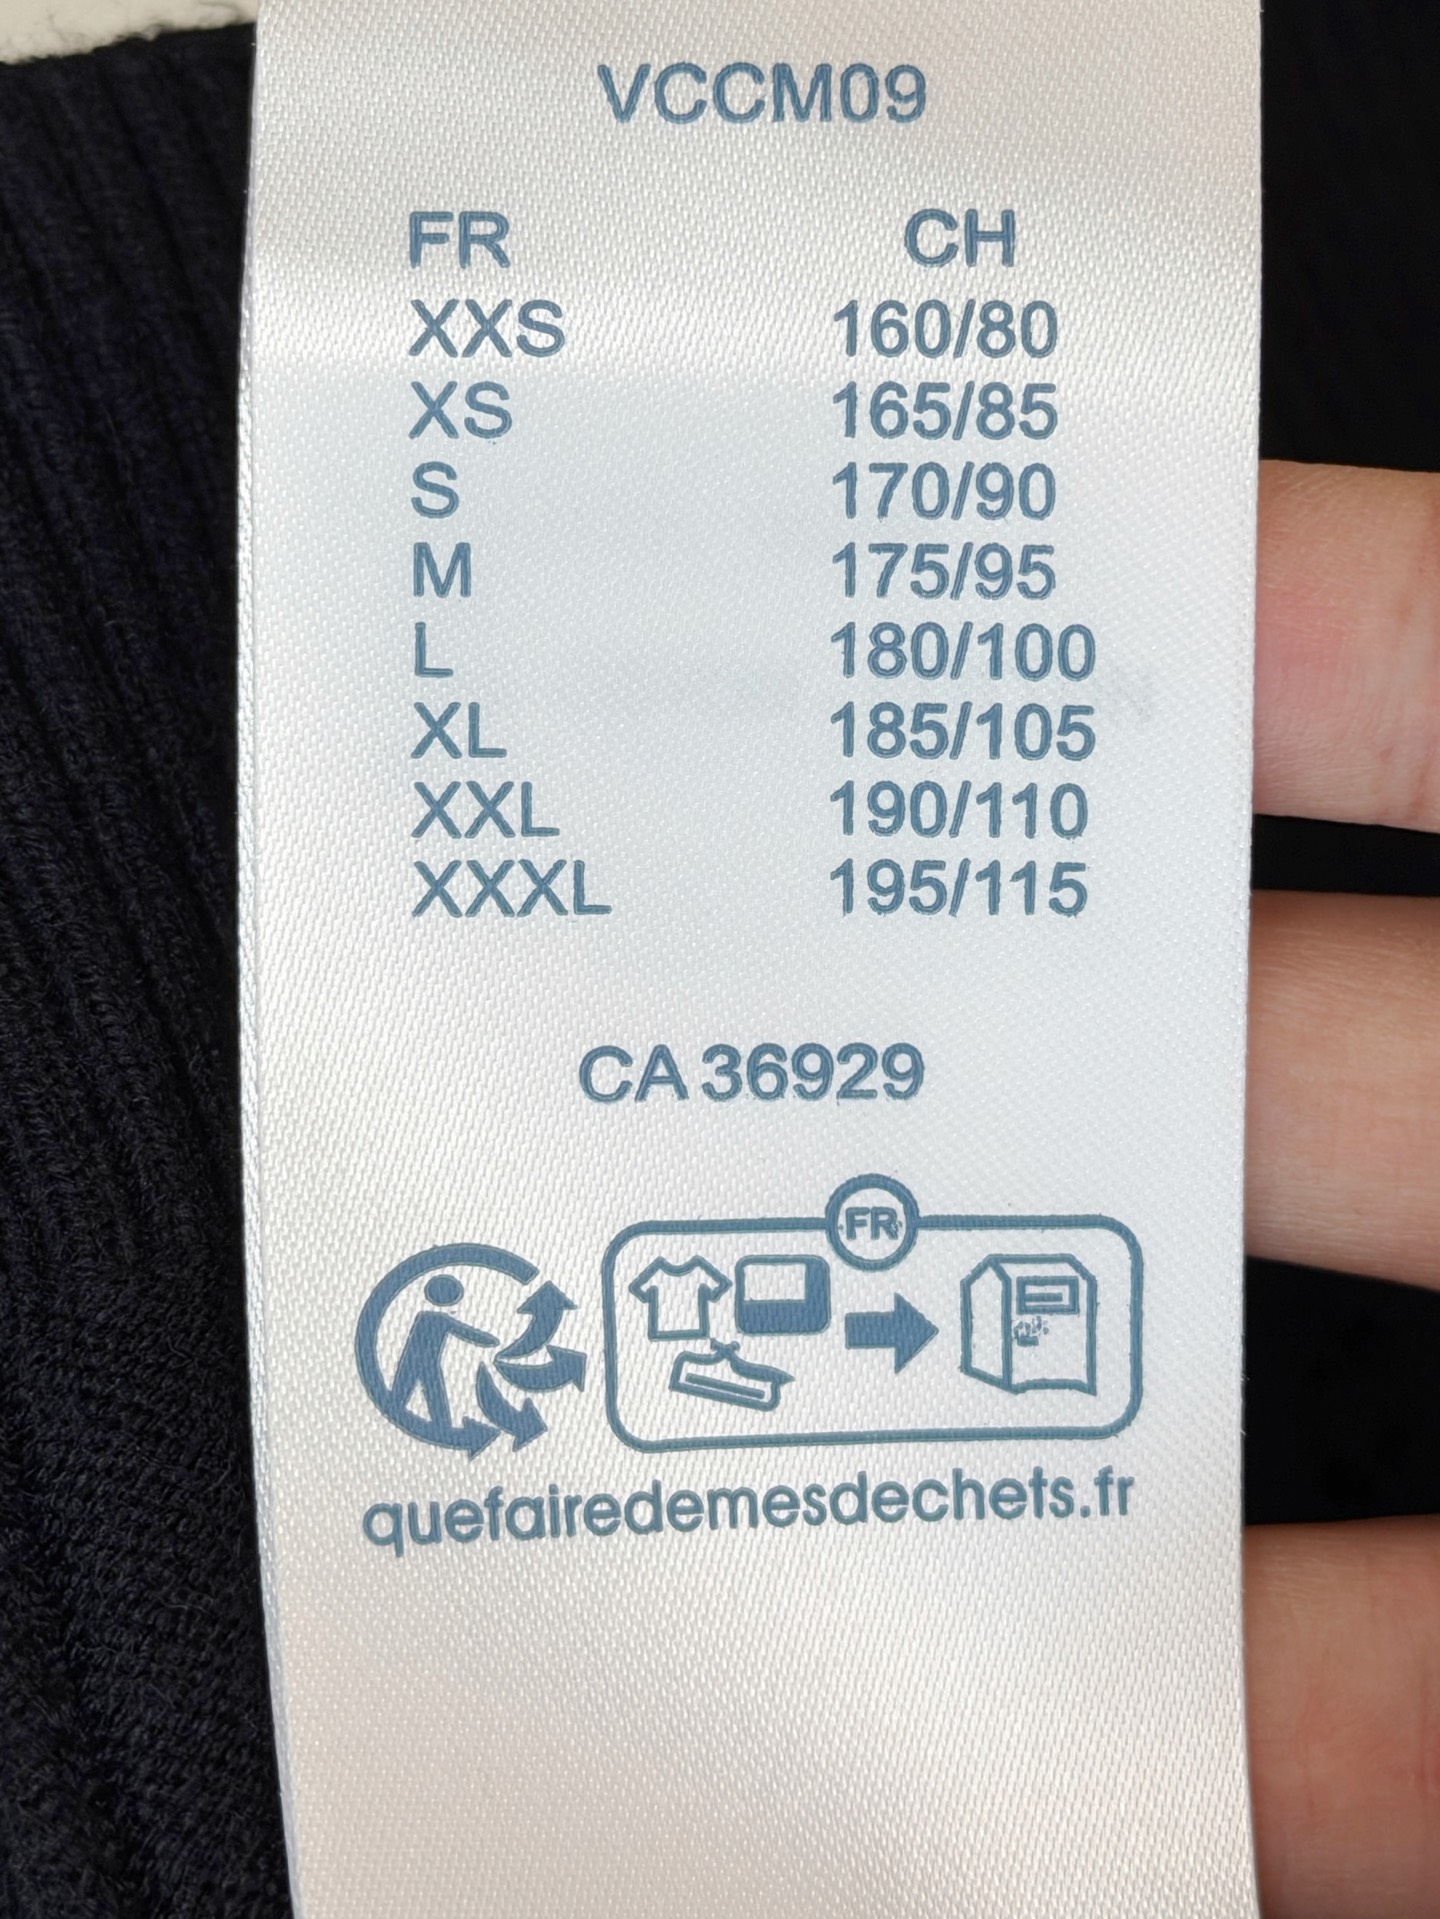 VCCM09
FR CH
XXS 160/80
XS 165/85
S 170/90
M 175/95
L 180/100
XL 185/105
XXL 190/110
XXXL 195/115
CA 36929
FR
quefairedemesdechets.fr